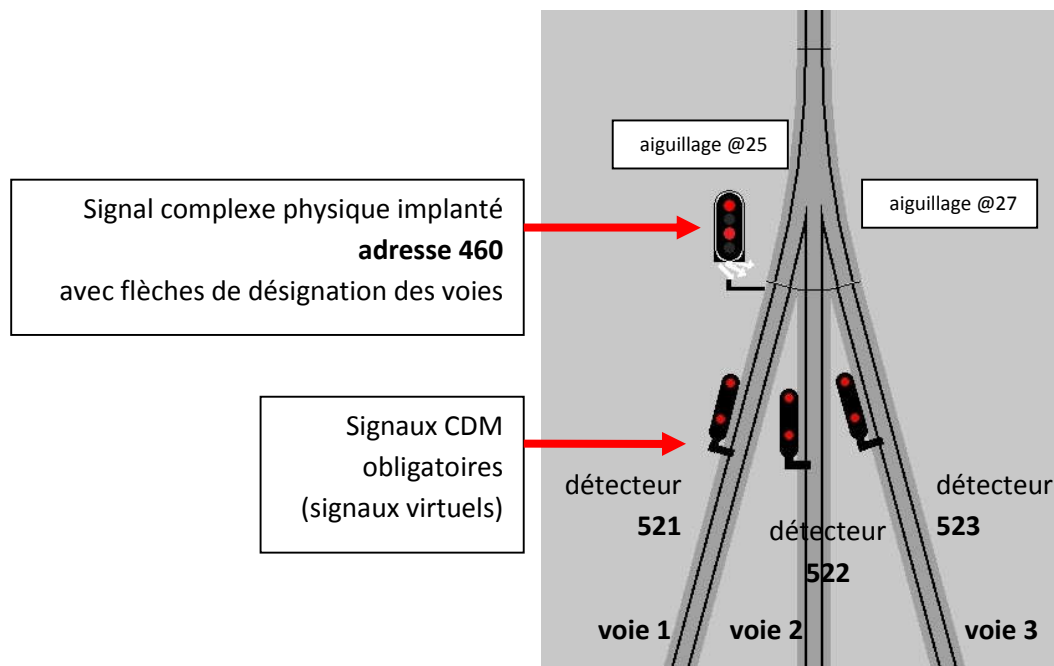 aiguillage @25
Signal complexe physique implanté
adresse 460
avec flèches de désignation des voies
aiguillage @27
Signaux CDM
obligatoires
(signaux virtuels)
détecteur
521
détecteur
522
détecteur
523
voie 1
voie 2
voie 3